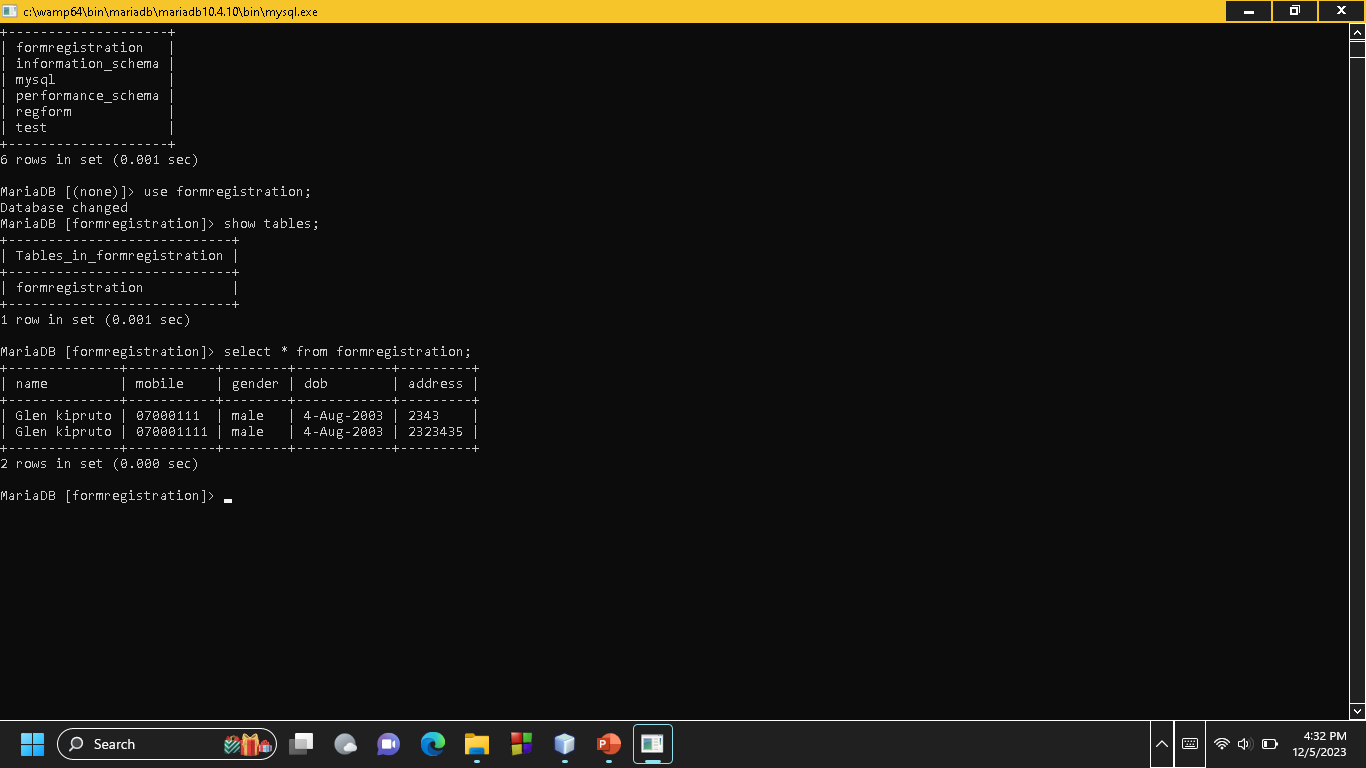 c:\wamp64\bin\mariadb\mariadb10.4.10\bin\mysql.exe
+--------------------+
| formregistration   |
| information_schema |
| mysql              |
| performance_schema |
| regform            |
| test               |
+--------------------+
6 rows in set (0.001 sec)
MariaDB [(none)]> use formregistration;
Database changed
MariaDB [formregistration]> show tables;
+----------------------------+
| Tables_in_formregistration |
+----------------------------+
| formregistration           |
+----------------------------+
1 row in set (0.001 sec)
MariaDB [formregistration]> select * from formregistration;
+--------------+-----------+--------+------------+---------+
| name         | mobile    | gender | dob        | address |
+--------------+-----------+--------+------------+---------+
| Glen kipruto | 07000111  | male   | 4-Aug-2003 | 2343    |
| Glen kipruto | 070001111 | male   | 4-Aug-2003 | 2323435 |
+--------------+-----------+--------+------------+---------+
2 rows in set (0.000 sec)
MariaDB [formregistration]>
Search
4:32 PM
12/5/2023